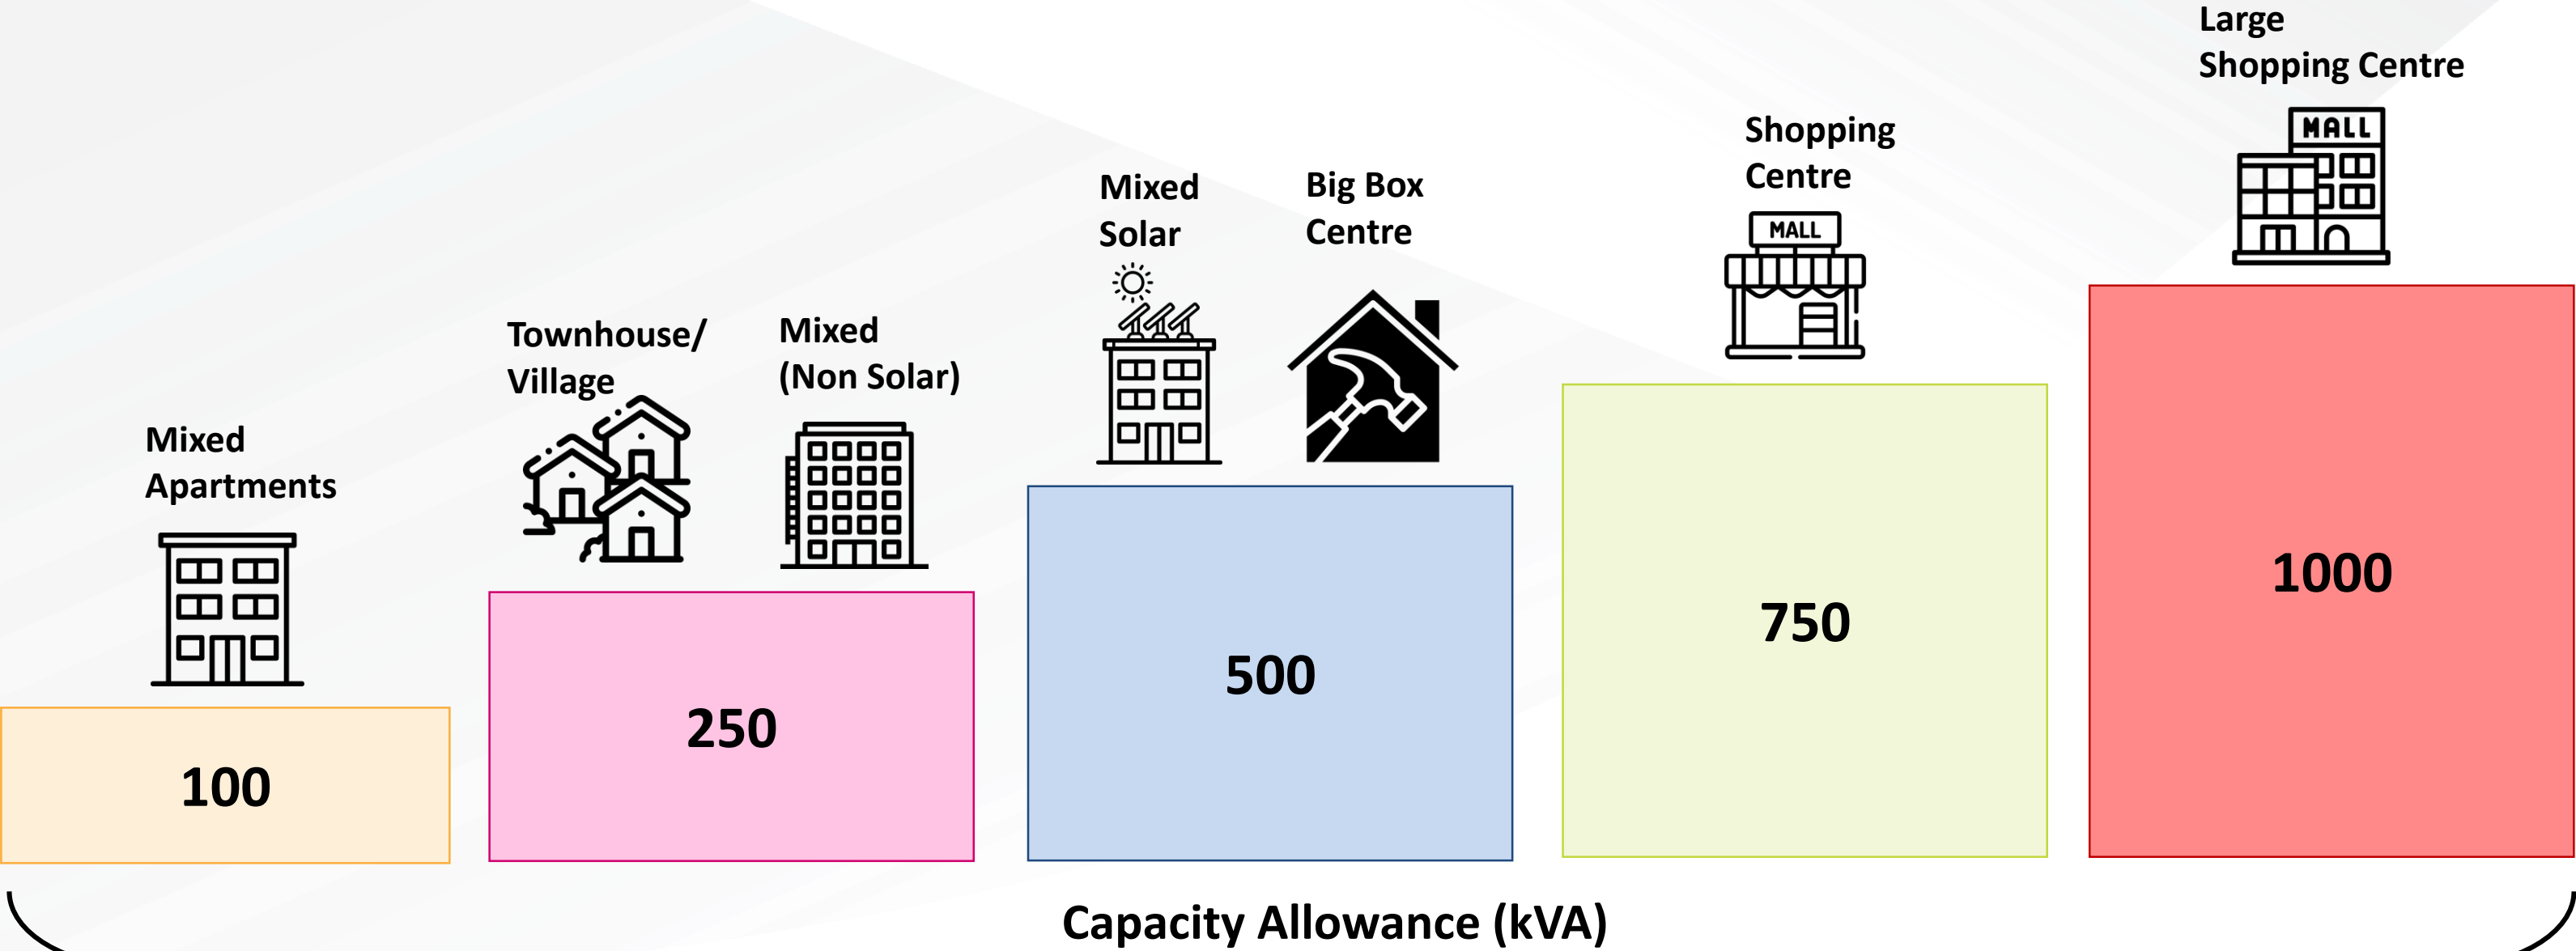 Mixed
Apartments
100
Townhouse/
Village
Mixed
(Non Solar)
250
Mixed
Solar
Big Box
Centre
500
Shopping
Centre
MALL
750
Large
Shopping Centre
MALL
1000
Capacity Allowance (kVA)